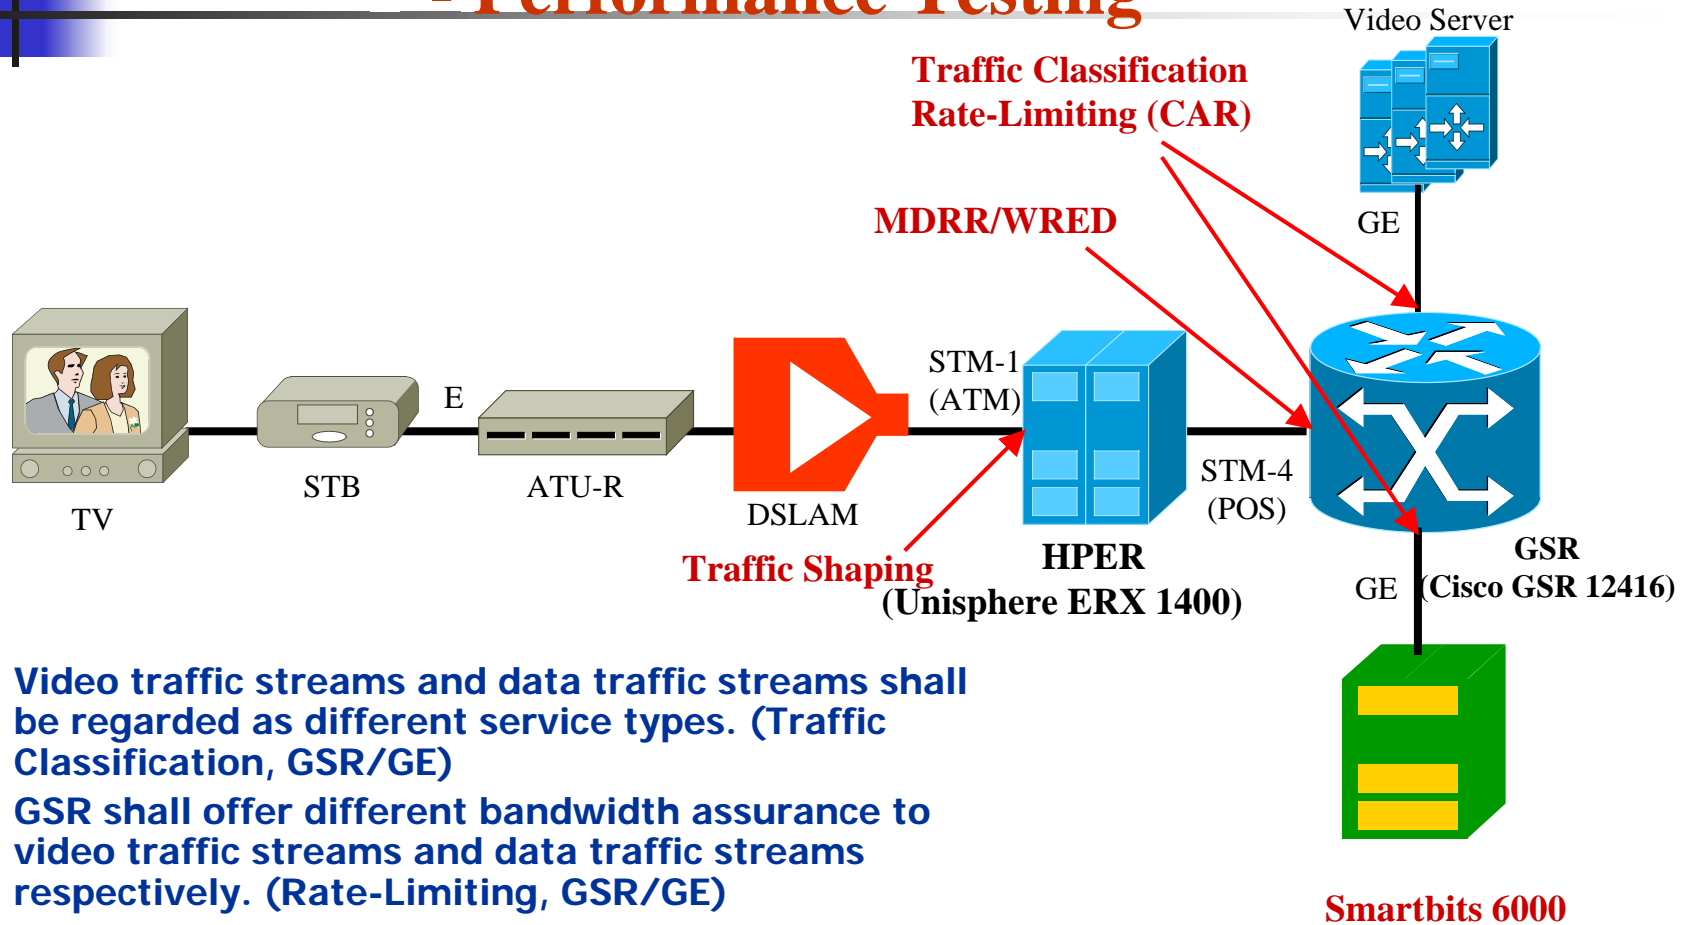 - Performance Testing
Video Server
Traffic Classification
Rate-Limiting (CAR)
MDRR/WRED
GE
STM-1
(ATM)
E
STB
ATU-R
TV
DSLAM
STM-4
(POS)
Traffic Shaping
HPER
(Unisphere ERX 1400)
GSR
(Cisco GSR 12416)
GE
Video traffic streams and data traffic streams shall
be regarded as different service types. (Traffic
Classification, GSR/GE)
GSR shall offer different bandwidth assurance to
video traffic streams and data traffic streams
respectively. (Rate-Limiting, GSR/GE)
Smartbits 6000